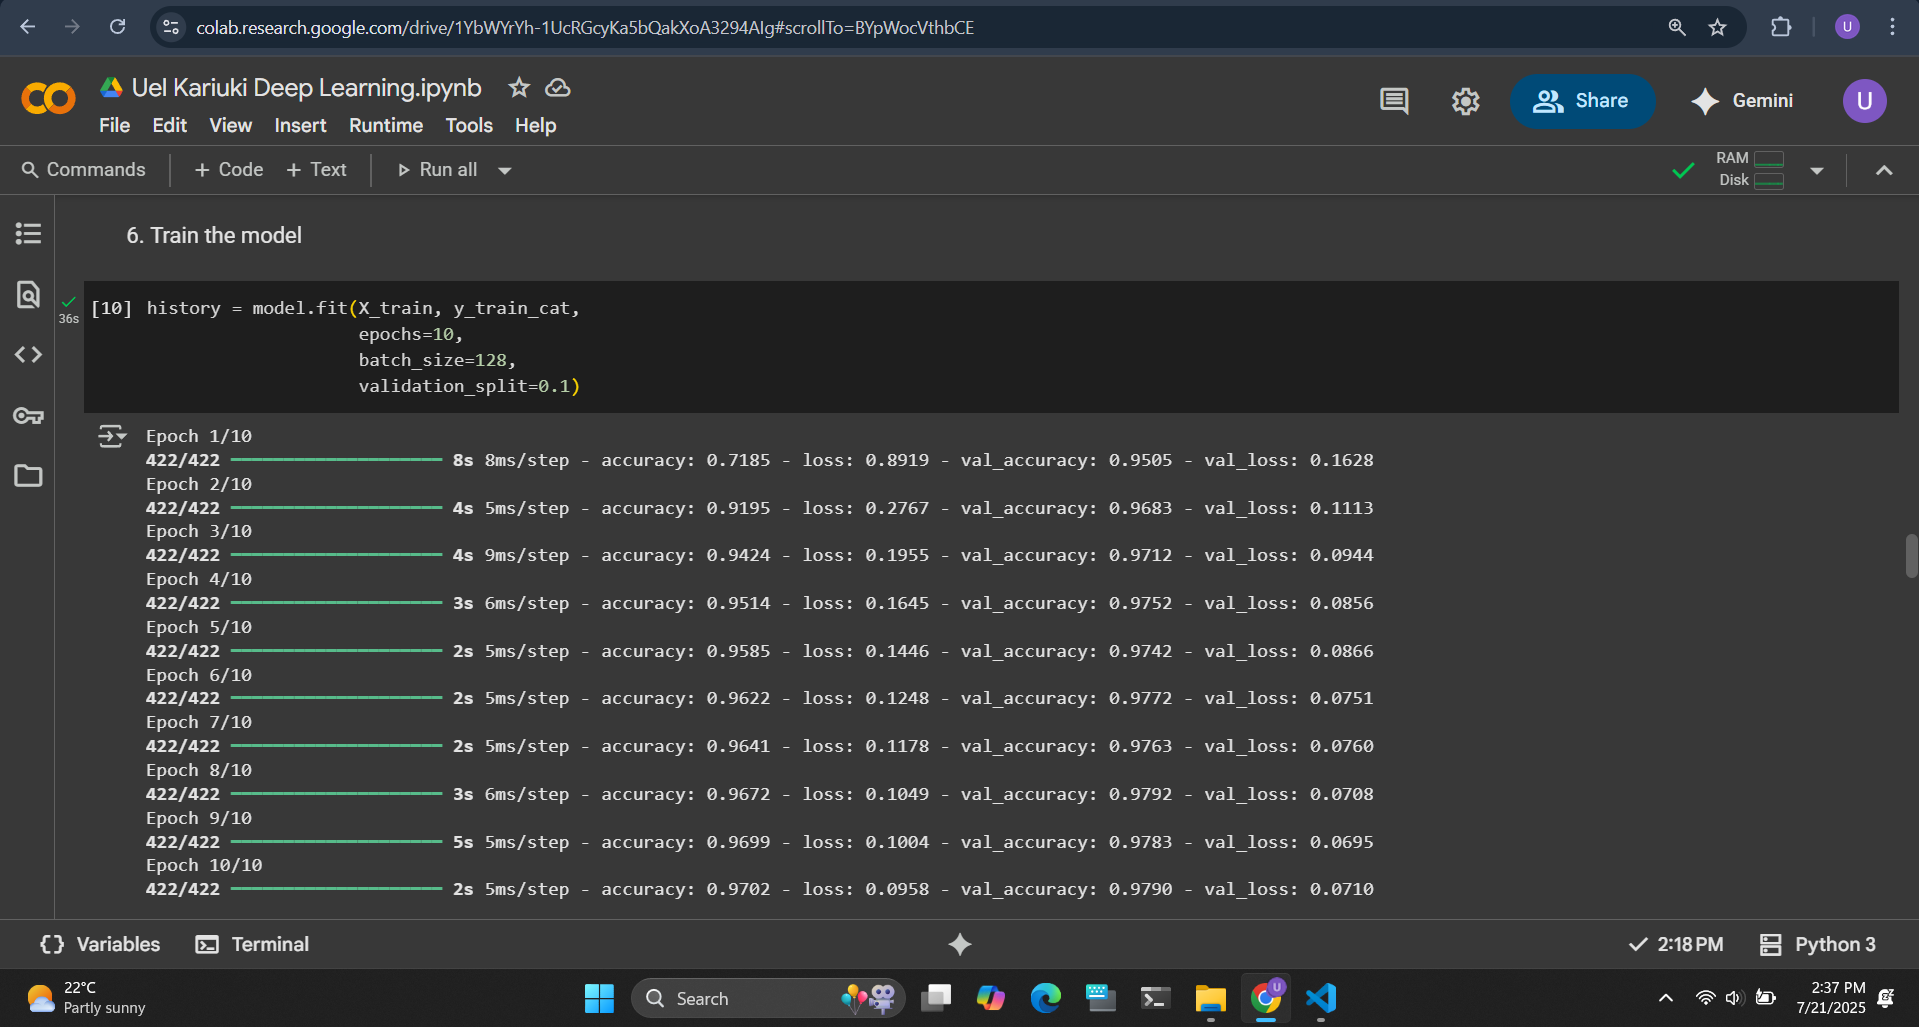 colab.research.google.com/drive/1YbWYrYh-1UcRGcyKa5bQakXoA3294AIg#scrollTo=BYpWocVthbCE
U
Uel Kariuki Deep Learning.ipynb
Share
Gemini
U
File Edit View Insert Runtime Tools Help
Commands + Code + Text Run all
RAM
Disk
6. Train the model
36s
[10] history = model.fit(X_train, y_train_cat,
epochs=10,
batch_size=128,
validation_split=0.1)
Epoch 1/10
422/422 8s 8ms/step - accuracy: 0.7185 - loss: 0.8919 - val_accuracy: 0.9505 - val_loss: 0.1628
Epoch 2/10
422/422 4s 5ms/step - accuracy: 0.9195 - loss: 0.2767 - val_accuracy: 0.9683 - val_loss: 0.1113
Epoch 3/10
422/422 4s 9ms/step - accuracy: 0.9424 - loss: 0.1955 - val_accuracy: 0.9712 - val_loss: 0.0944
Epoch 4/10
422/422 3s 6ms/step - accuracy: 0.9514 - loss: 0.1645 - val_accuracy: 0.9752 - val_loss: 0.0856
Epoch 5/10
422/422 2s 5ms/step - accuracy: 0.9585 - loss: 0.1446 - val_accuracy: 0.9742 - val_loss: 0.0866
Epoch 6/10
422/422 2s 5ms/step - accuracy: 0.9622 - loss: 0.1248 - val_accuracy: 0.9772 - val_loss: 0.0751
Epoch 7/10
422/422 2s 5ms/step - accuracy: 0.9641 - loss: 0.1178 - val_accuracy: 0.9763 - val_loss: 0.0760
Epoch 8/10
422/422 3s 6ms/step - accuracy: 0.9672 - loss: 0.1049 - val_accuracy: 0.9792 - val_loss: 0.0708
Epoch 9/10
422/422 5s 5ms/step - accuracy: 0.9699 - loss: 0.1004 - val_accuracy: 0.9783 - val_loss: 0.0695
Epoch 10/10
422/422 2s 5ms/step - accuracy: 0.9702 - loss: 0.0958 - val_accuracy: 0.9790 - val_loss: 0.0710
{} Variables Terminal
2:18 PM Python 3
22°C
Partly sunny
Search
U
2:37 PM
7/21/2025